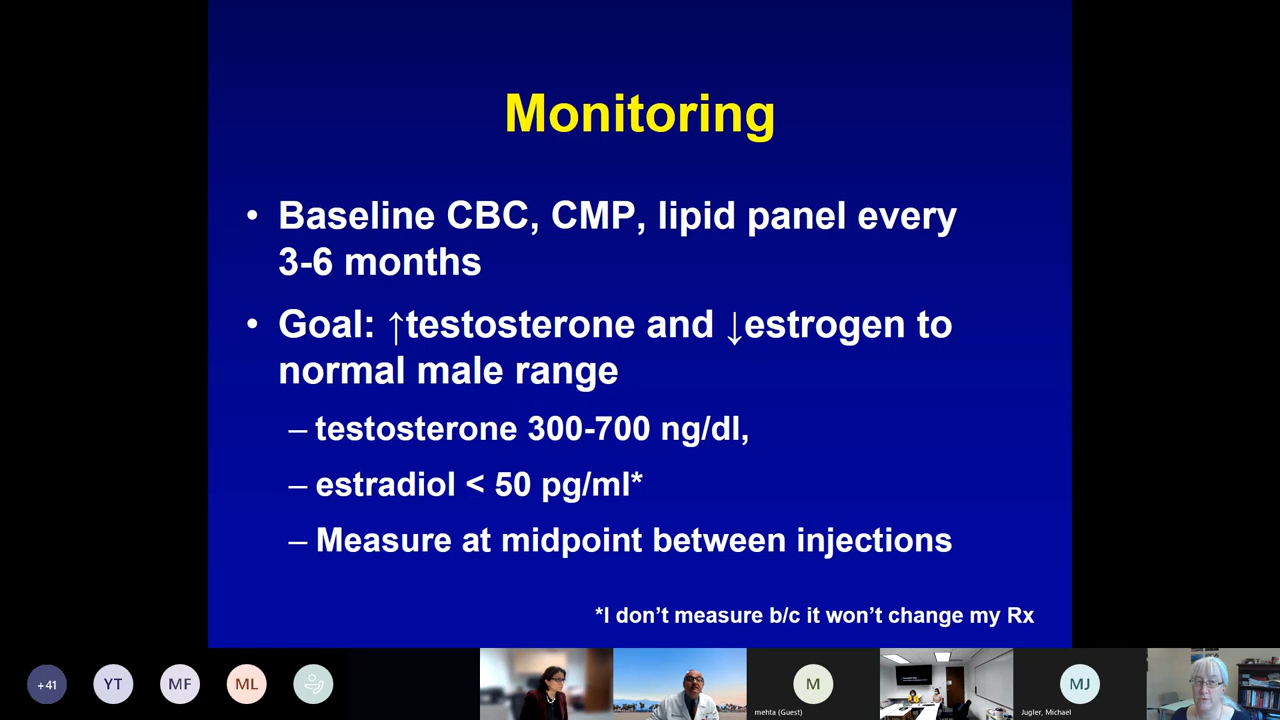 Monitoring
• Baseline CBC, CMP, lipid panel every
3-6 months
• Goal: ↑testosterone and ↓estrogen to
normal male range
– testosterone 300-700 ng/dl,
– estradiol < 50 pg/ml*
– Measure at midpoint between injections
*I don't measure b/c it won't change my Rx
+41
YT
MF
ML
M
mehta (Guest)
MJ
Jugler, Michael